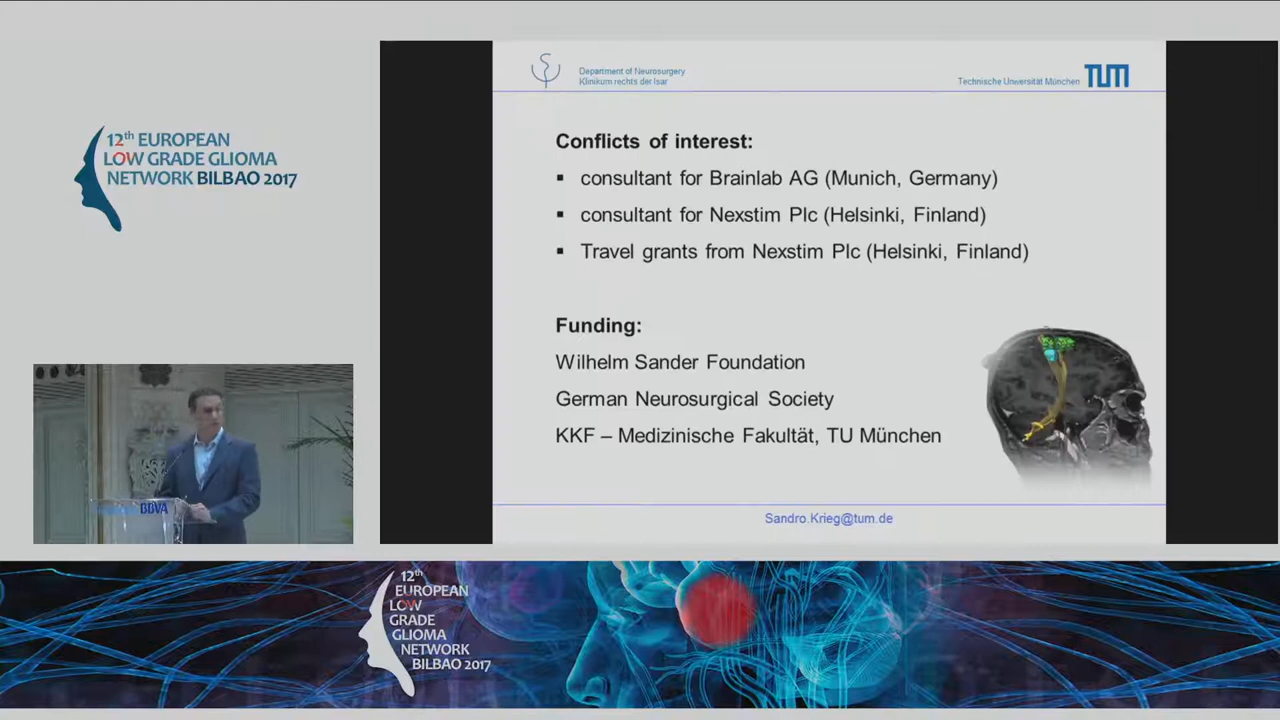 12th EUROPEAN
LOW GRADE GLIOMA
NETWORK BILBAO 2017
Department of Neurosurgery
Klinikum rechts der Isar
Technische Unversität München TUM
Conflicts of interest:
▪ consultant for Brainlab AG (Munich, Germany)
▪ consultant for Nexstim Plc (Helsinki, Finland)
▪ Travel grants from Nexstim Plc (Helsinki, Finland)
Funding:
Wilhelm Sander Foundation
German Neurosurgical Society
KKF – Medizinische Fakultät, TU München
Sandro.Krieg@tum.de
BBVA
12th
EUROPEAN
LOW
GRADE
GLIOMA
NETWORK
BILBAO 2017